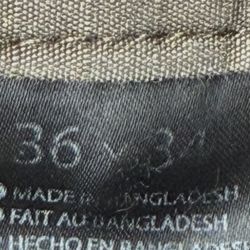 36 x 34
MADE IN BANGLADESH
FAIT AU BANGLADESH
HECHO EN BANGLADESH